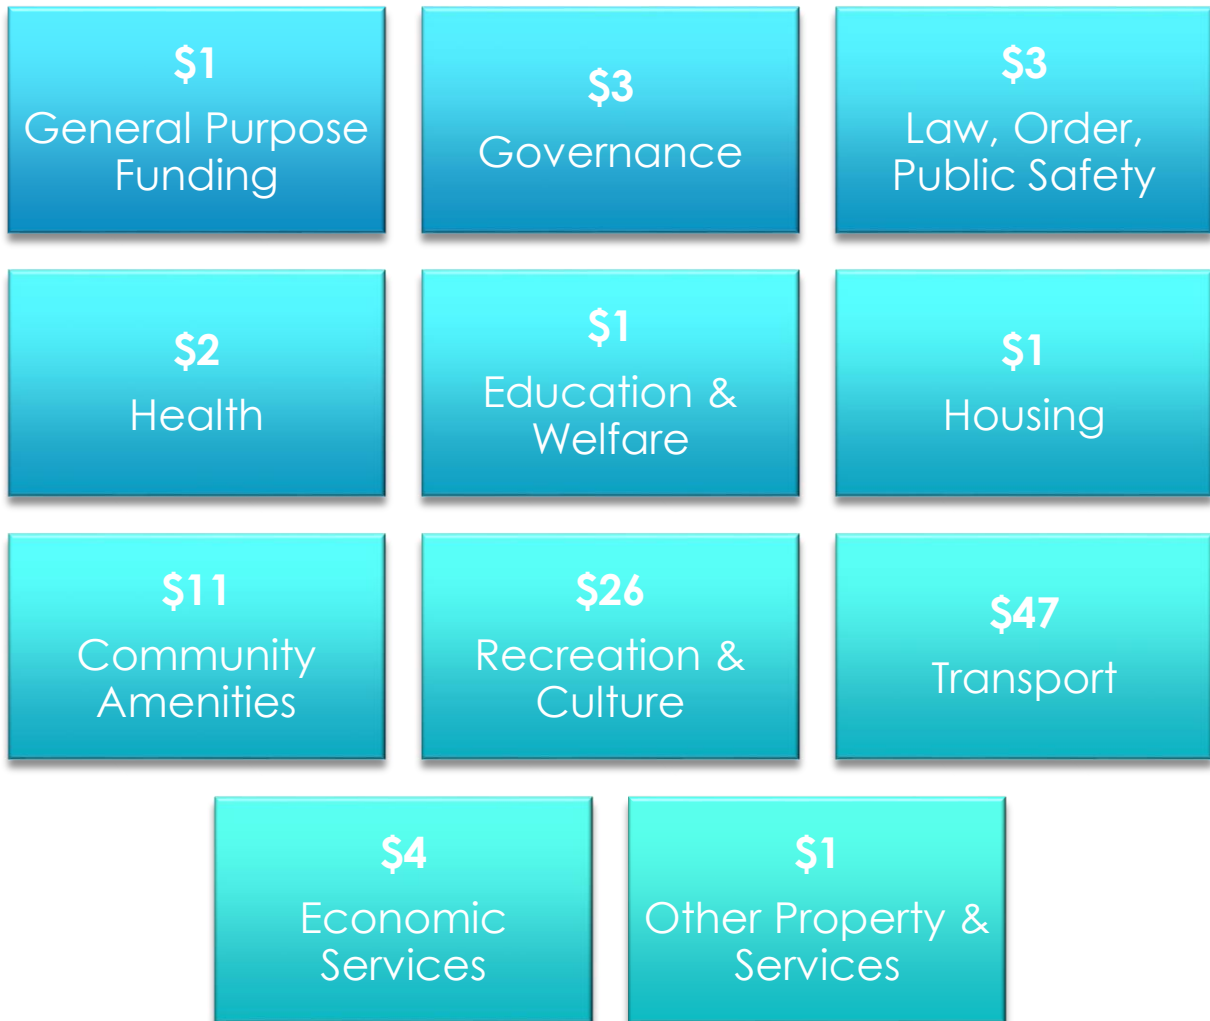 $1
General Purpose
Funding
$3
Governance
$3
Law, Order,
Public Safety
$2
Health
$1
Education &
Welfare
$1
Housing
$11
Community
Amenities
$26
Recreation &
Culture
$47
Transport
$4
Economic
Services
$1
Other Property &
Services